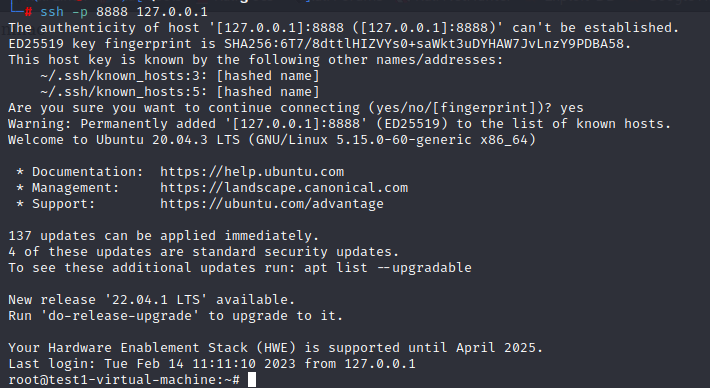 └─# ssh -p 8888 127.0.0.1
The authenticity of host '[127.0.0.1]:8888 ([127.0.0.1]:8888)' can't be established.
ED25519 key fingerprint is SHA256:6T7/8dttlHIZVYs0+saWkt3uDYHAW7JvLnzY9PDBA58.
This host key is known by the following other names/addresses:
    ~/.ssh/known_hosts:3: [hashed name]
    ~/.ssh/known_hosts:5: [hashed name]
Are you sure you want to continue connecting (yes/no/[fingerprint])? yes
Warning: Permanently added '[127.0.0.1]:8888' (ED25519) to the list of known hosts.
Welcome to Ubuntu 20.04.3 LTS (GNU/Linux 5.15.0-60-generic x86_64)

 * Documentation:  https://help.ubuntu.com
 * Management:     https://landscape.canonical.com
 * Support:        https://ubuntu.com/advantage

137 updates can be applied immediately.
4 of these updates are standard security updates.
To see these additional updates run: apt list --upgradable

New release '22.04.1 LTS' available.
Run 'do-release-upgrade' to upgrade to it.

Your Hardware Enablement Stack (HWE) is supported until April 2025.
Last login: Tue Feb 14 11:11:10 2023 from 127.0.0.1
root@test1-virtual-machine:~#